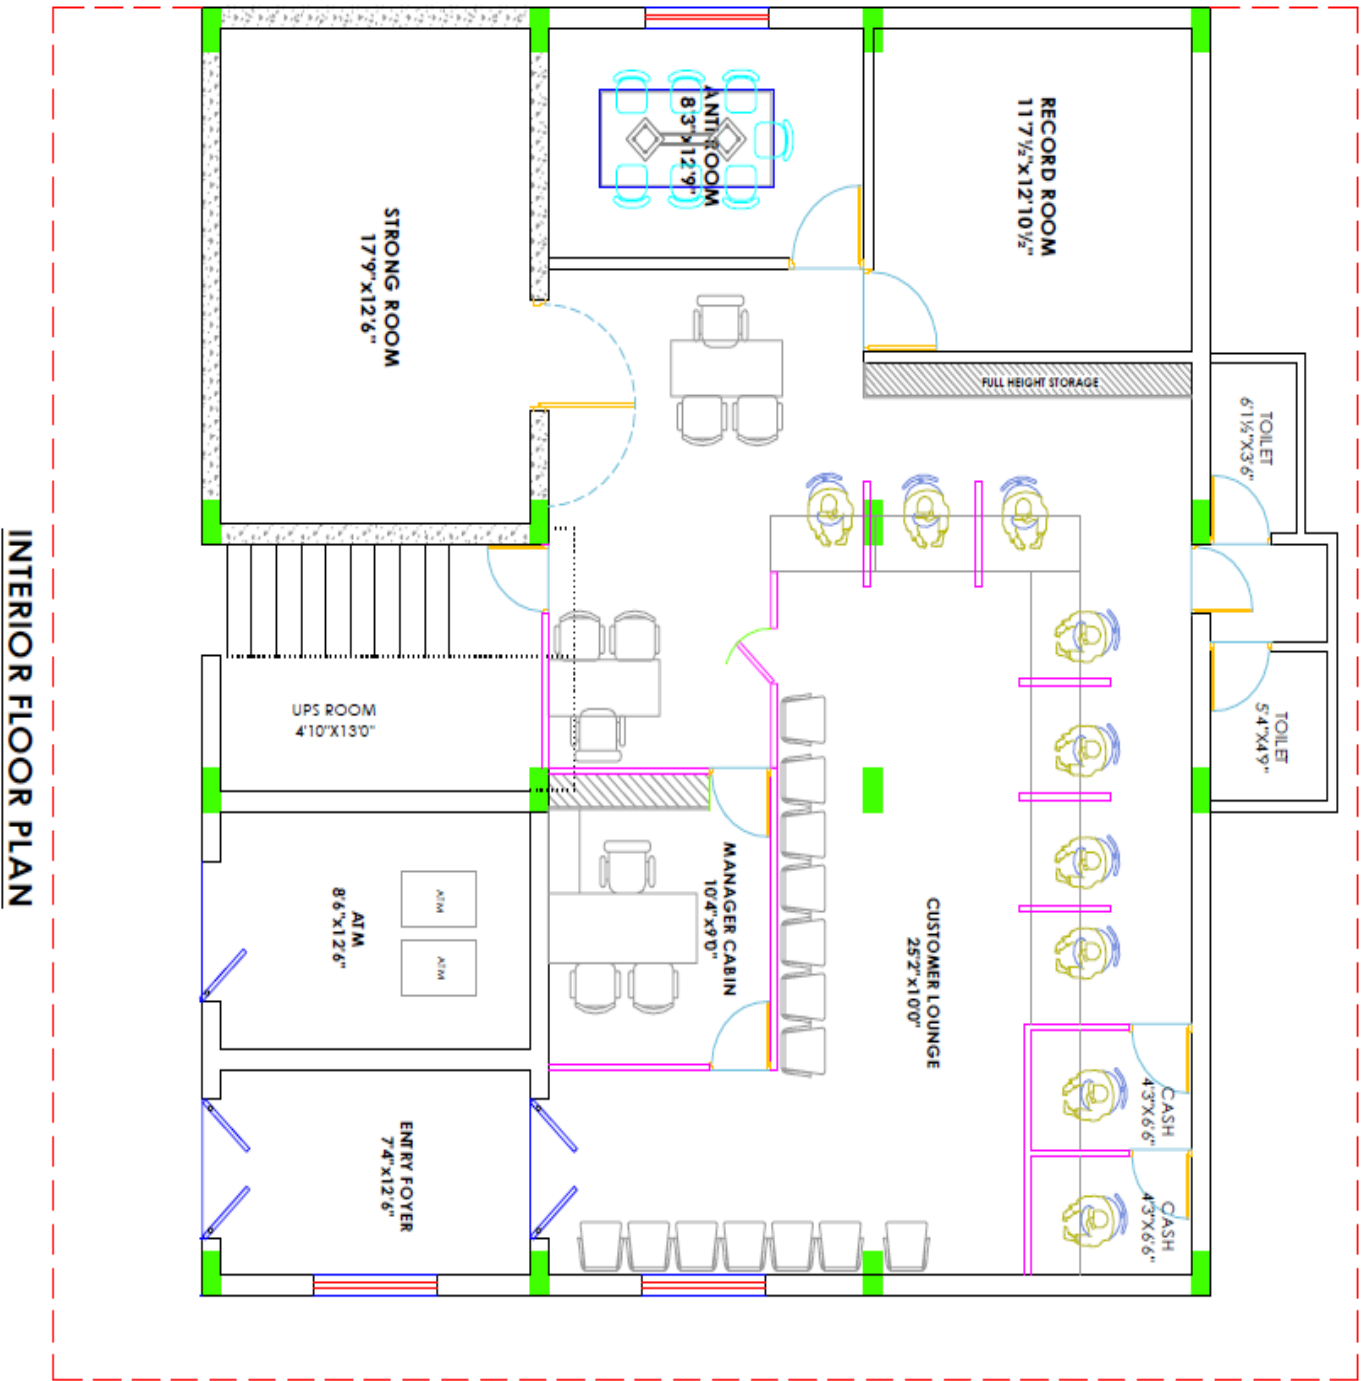 RECORD ROOM
11'7½"x12'10½"
ANTI ROOM
8'3"x12'9"
STRONG ROOM
17'9"x12'6"
FULL HEIGHT STORAGE
TOILET
6'1½"X3'6"
TOILET
5'4"X4'9"
UPS ROOM
4'10"X13'0"
MANAGER CABIN
10'4"x9'0"
ATM
8'6"x12'6"
ATM
ATM
CUSTOMER LOUNGE
25'2"x10'0"
CASH
4'3"X6'6"
CASH
4'3"X6'6"
ENTRY FOYER
7'4"x12'6"
INTERIOR FLOOR PLAN